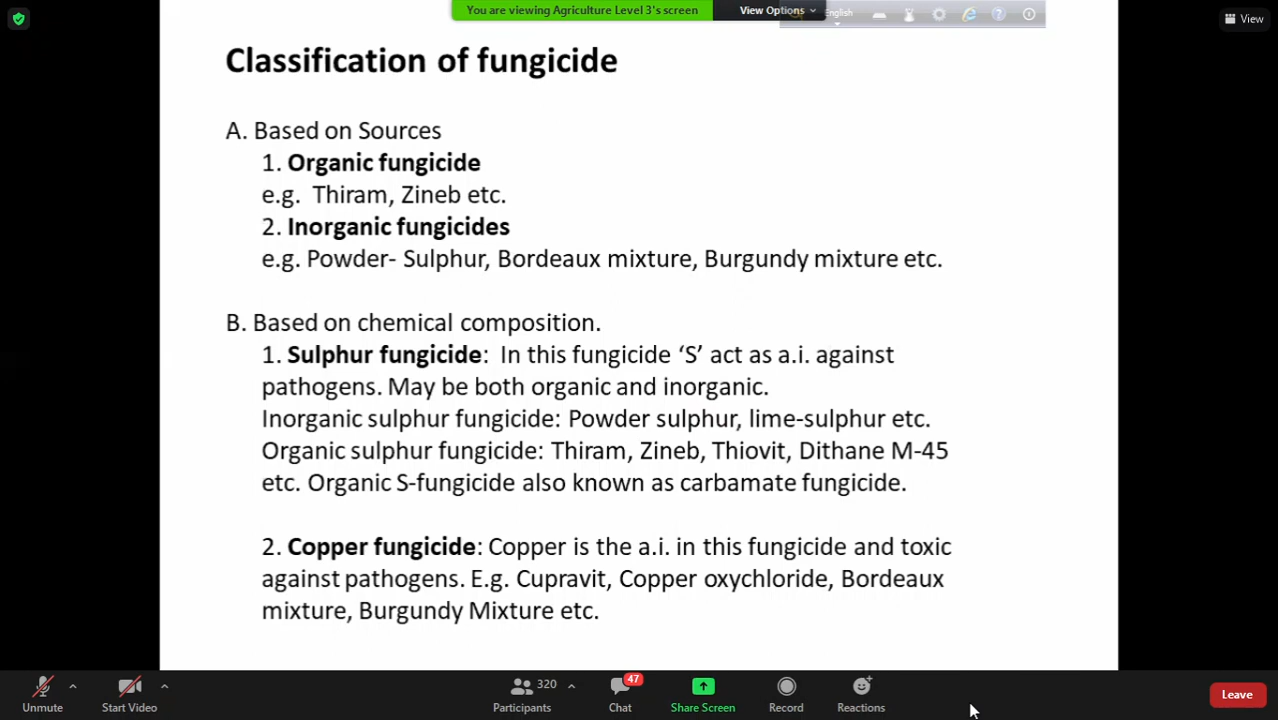 You are viewing Agriculture Level 3's screen
View Options
English
View
Classification of fungicide
A. Based on Sources
1. Organic fungicide
e.g. Thiram, Zineb etc.
2. Inorganic fungicides
e.g. Powder- Sulphur, Bordeaux mixture, Burgundy mixture etc.
B. Based on chemical composition.
1. Sulphur fungicide: In this fungicide ‘S’ act as a.i. against
pathogens. May be both organic and inorganic.
Inorganic sulphur fungicide: Powder sulphur, lime-sulphur etc.
Organic sulphur fungicide: Thiram, Zineb, Thiovit, Dithane M-45
etc. Organic S-fungicide also known as carbamate fungicide.
2. Copper fungicide: Copper is the a.i. in this fungicide and toxic
against pathogens. E.g. Cupravit, Copper oxychloride, Bordeaux
mixture, Burgundy Mixture etc.
320
47
Unmute
Start Video
Participants
Chat
Share Screen
Record
Reactions
Leave